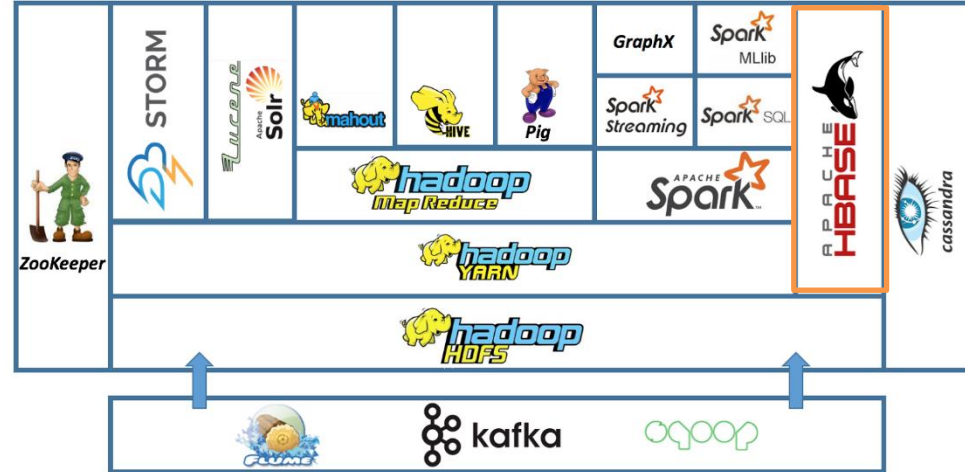 ZooKeeper
STORM
Lucene
Apache
Solr
mahout
HIVE
Pig
GraphX
Spark
MLlib
Spark
Streaming
Spark SQL
hadoop
Map Reduce
APACHE
Spark™
APACHE
HBASE
cassandra
hadoop
YARN
hadoop
HDFS
FLUME
kafka
sqoop